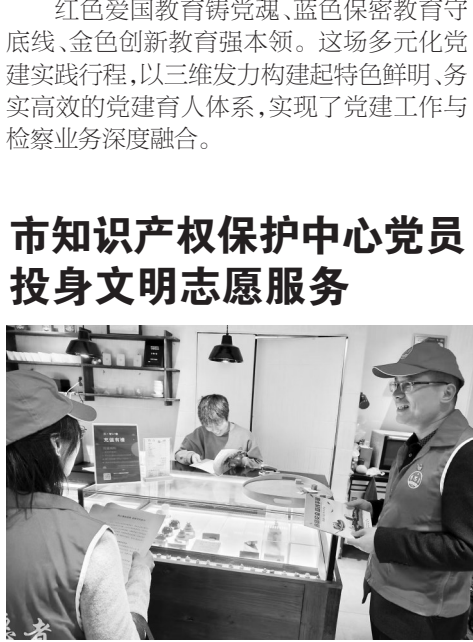 红色爱国教育铸党魂、蓝色保密教育守
底线、金色创新教育强本领。这场多元化党
建实践行程,以三维发力构建起特色鲜明、务
实高效的党建育人体系,实现了党建工作与
检察业务深度融合。
市知识产权保护中心党员
投身文明志愿服务
者